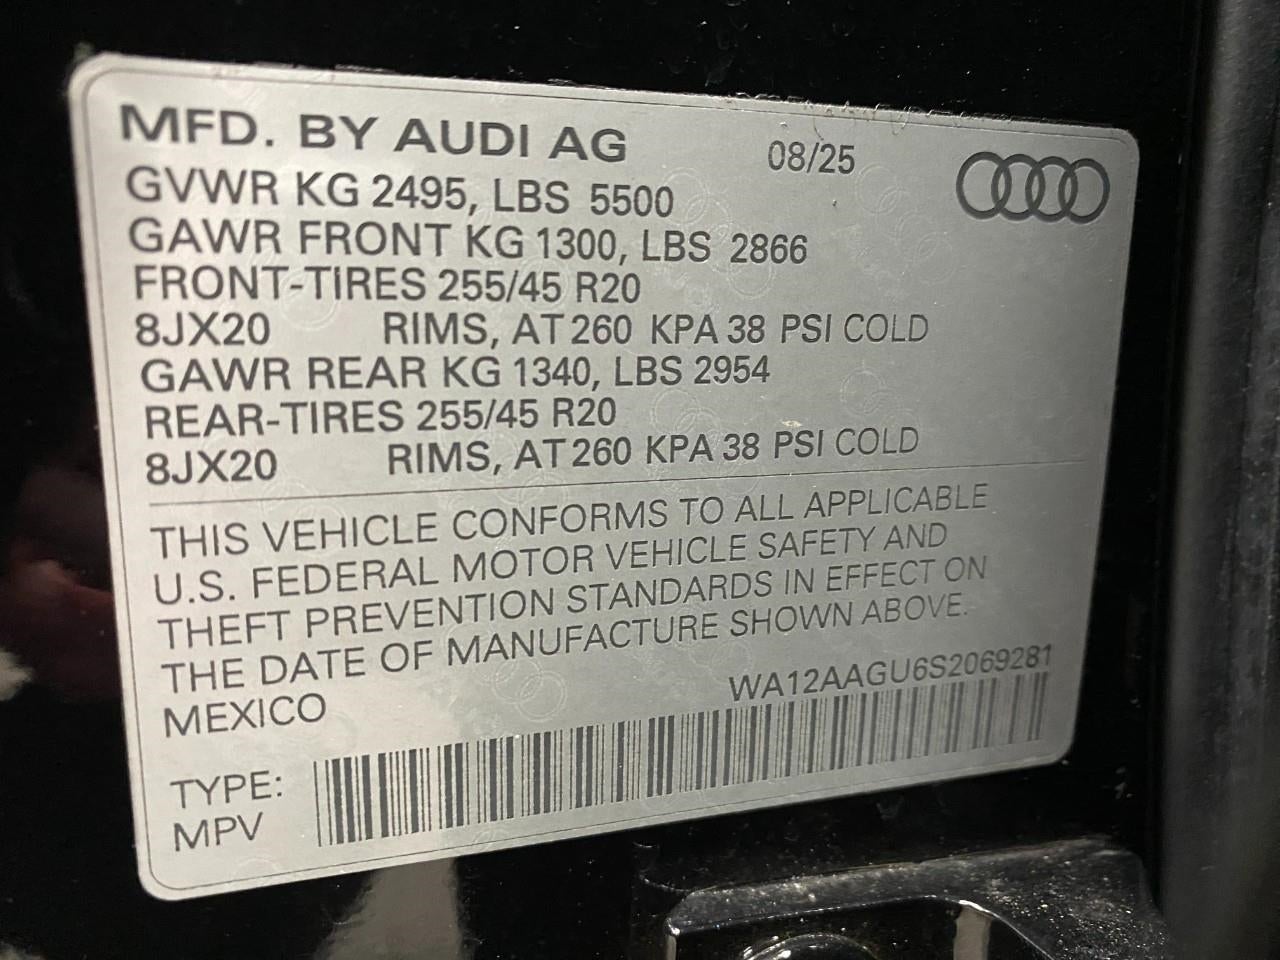 MFD. BY AUDI AG 08/25
GVWR KG 2495, LBS 5500
GAWR FRONT KG 1300, LBS 2866
FRONT-TIRES 255/45 R20
8JX20 RIMS, AT 260 KPA 38 PSI COLD
GAWR REAR KG 1340, LBS 2954
REAR-TIRES 255/45 R20
8JX20 RIMS, AT 260 KPA 38 PSI COLD
THIS VEHICLE CONFORMS TO ALL APPLICABLE
U.S. FEDERAL MOTOR VEHICLE SAFETY AND
THEFT PREVENTION STANDARDS IN EFFECT ON
THE DATE OF MANUFACTURE SHOWN ABOVE.
MEXICO WA12AAGU6S2069281
TYPE:
MPV